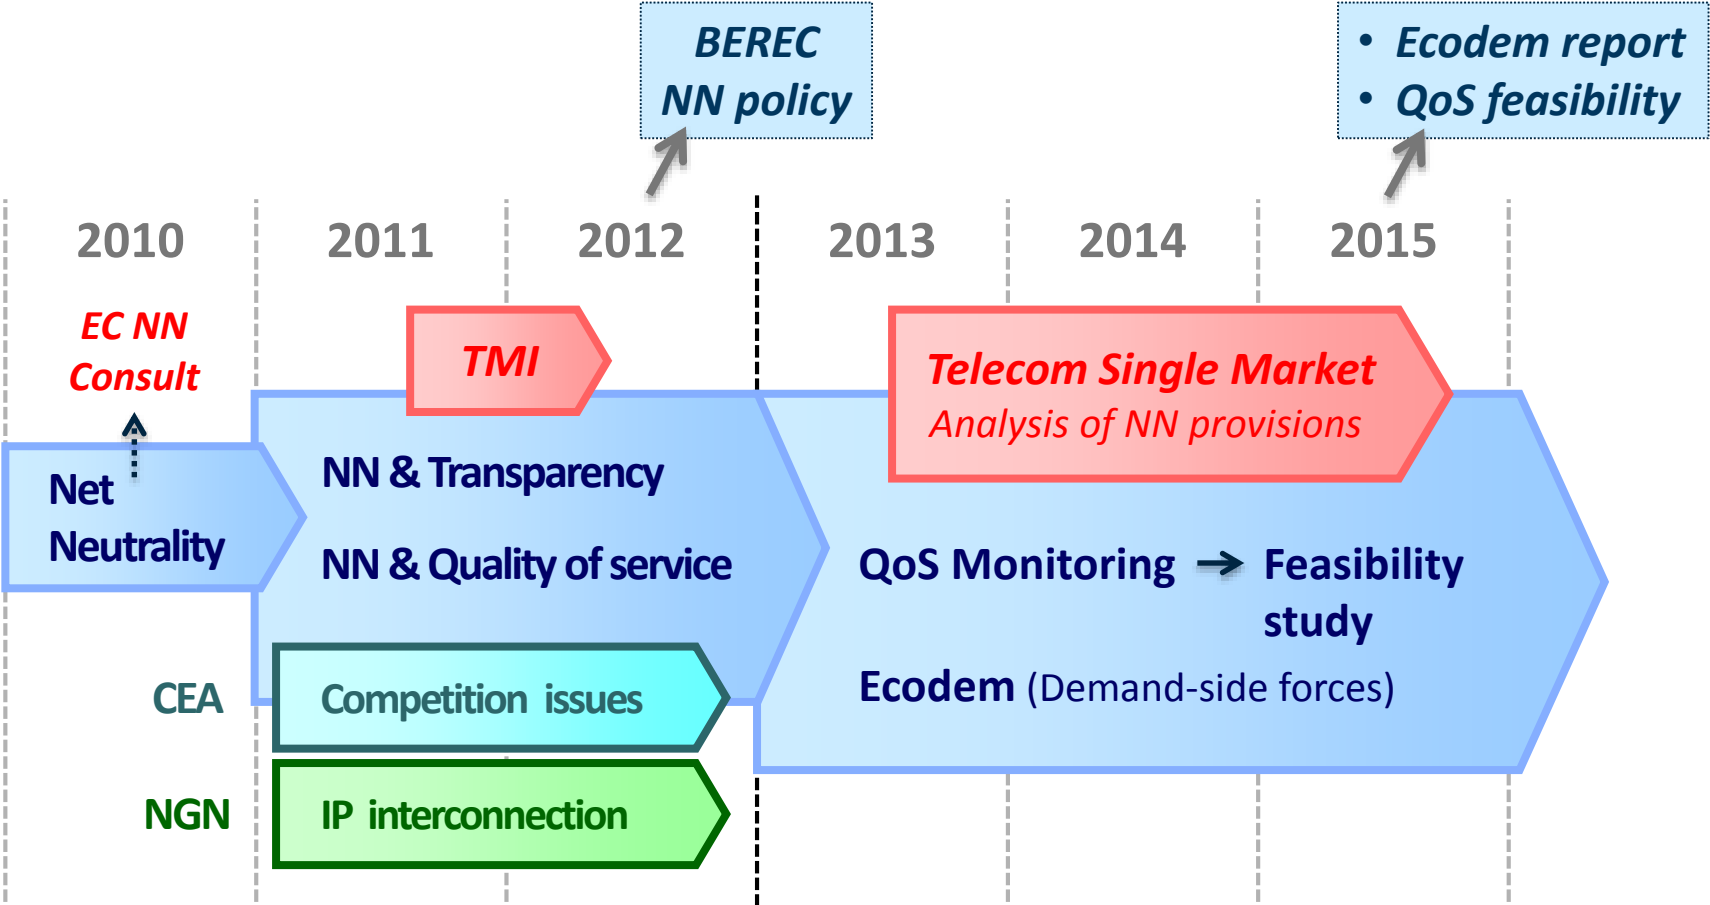 BEREC
NN policy
• Ecodem report
• QoS feasibility
2010 2011 2012 2013 2014 2015
EC NN
Consult
TMI
Telecom Single Market
Analysis of NN provisions
Net
Neutrality
NN & Transparency
NN & Quality of service
QoS Monitoring
Feasibility
study
Ecodem (Demand-side forces)
CEA
Competition issues
NGN
IP interconnection